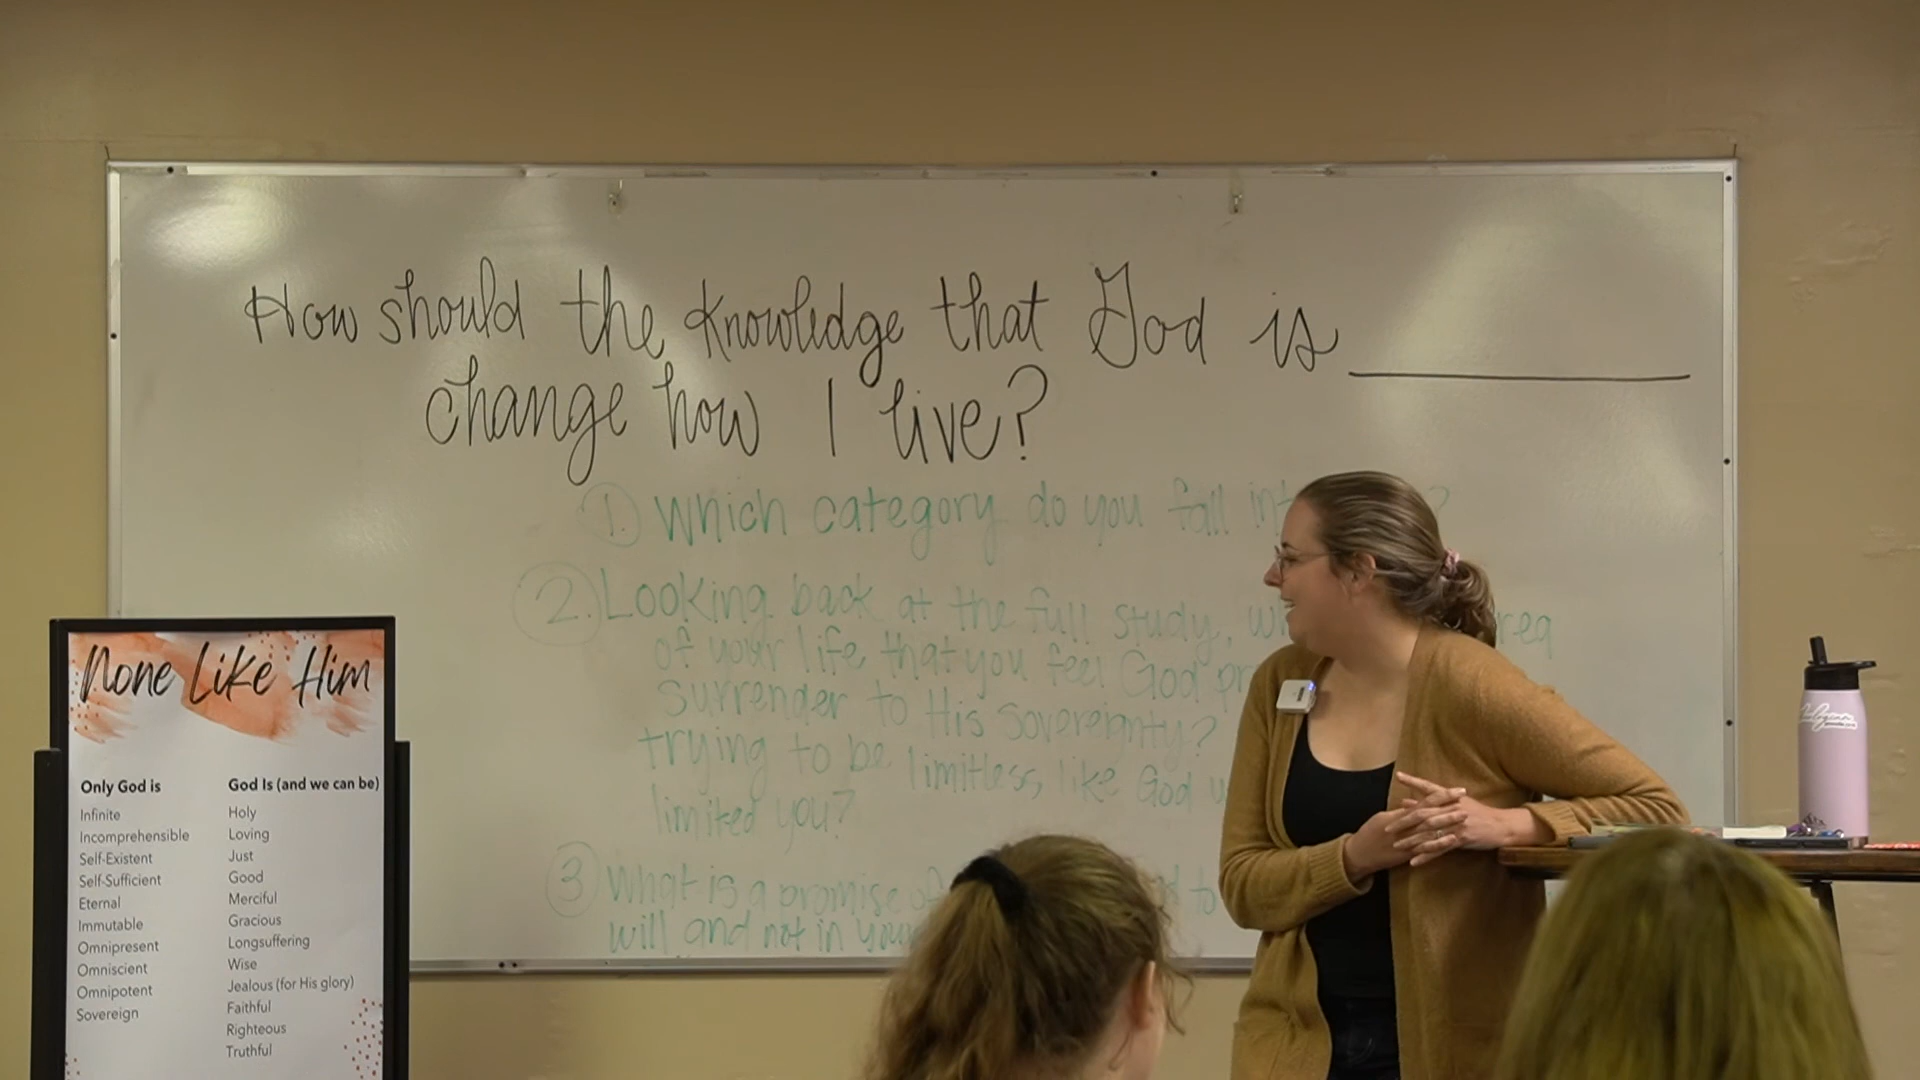 How should the knowledge that God is
change how I live?
1. Which category do you fall
2. Looking back at the full study,
of your life that you feel God
surrender to His Sovereignty?
trying to be limitless, like God
limited you?
3 What is a promise of
will and not in
None Like Him
Only God is
Infinite
Incomprehensible
Self-Existent
Self-Sufficient
Eternal
Immutable
Omnipresent
Omniscient
Omnipotent
Sovereign
God Is (and we can be)
Holy
Loving
Just
Good
Merciful
Gracious
Longsuffering
Wise
Jealous (for His glory)
Faithful
Righteous
Truthful